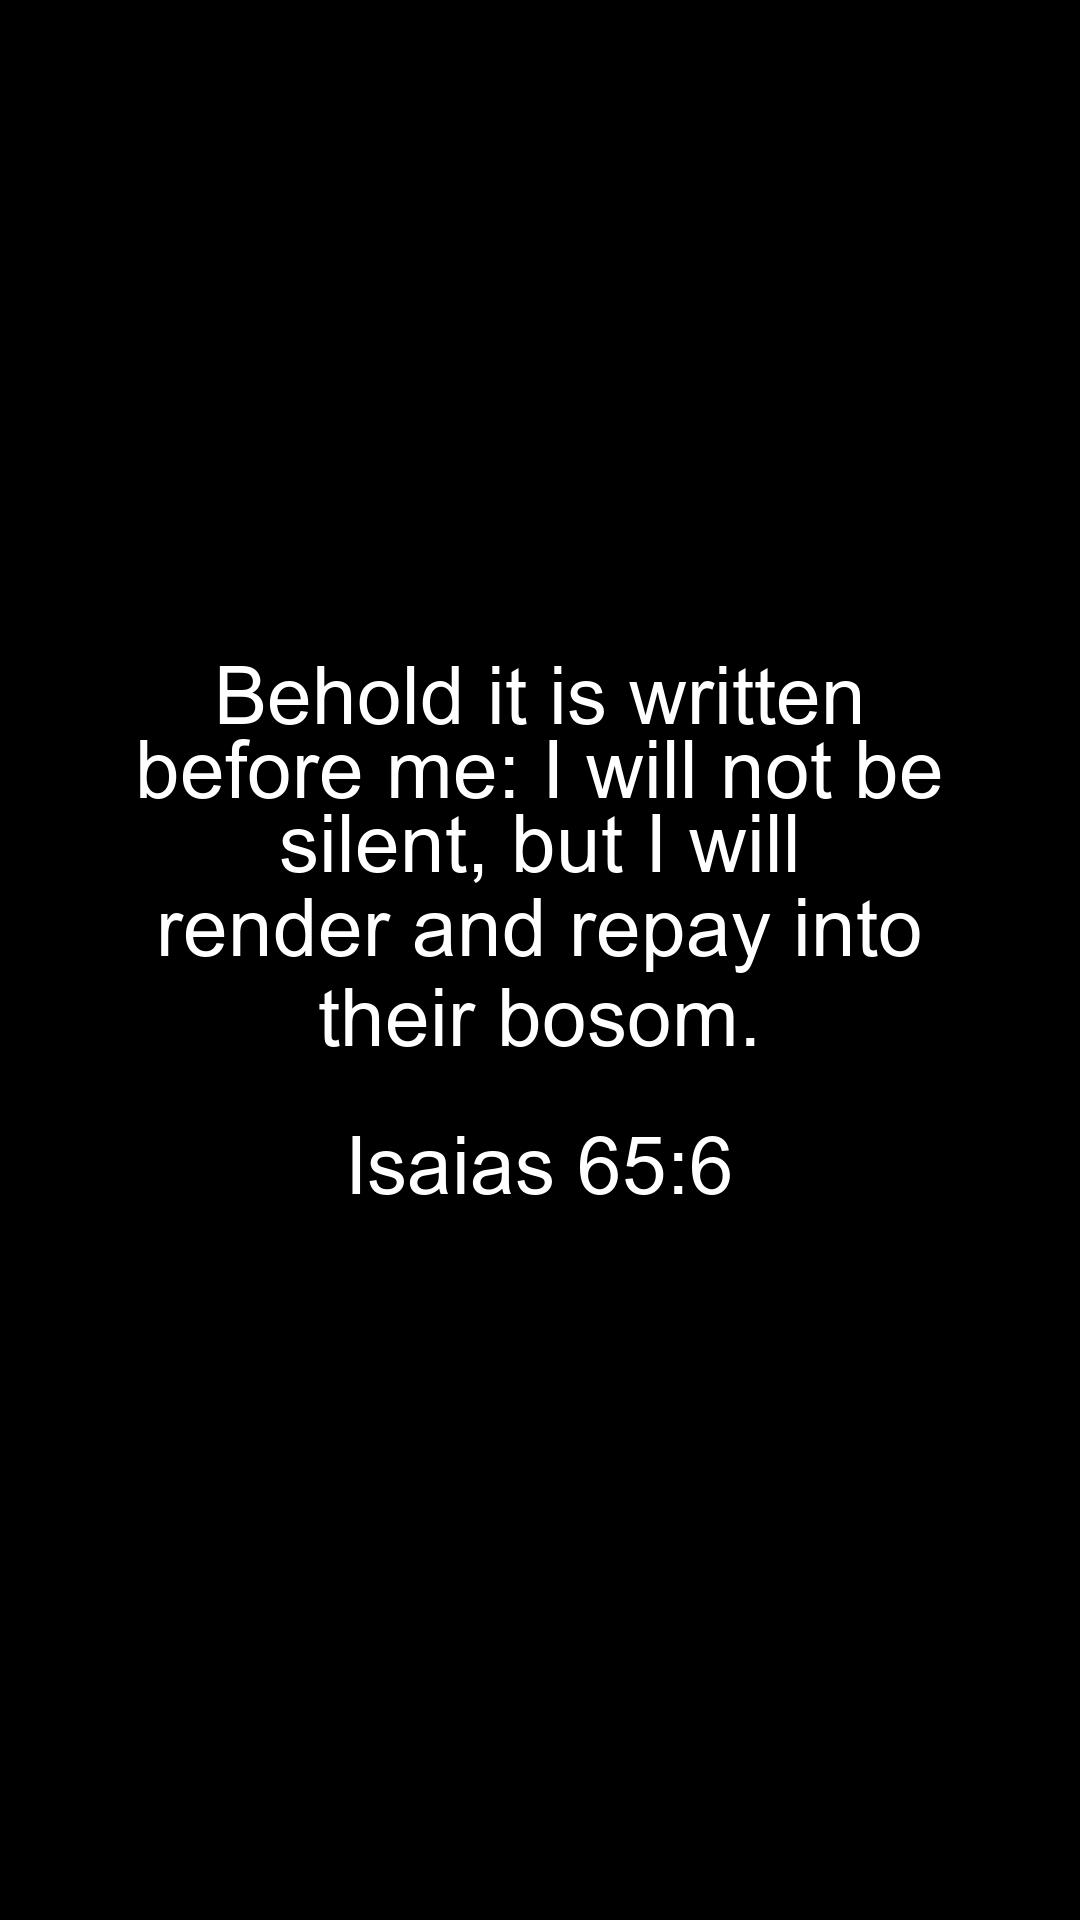 Behold it is written
before me: I will not be
silent, but I will
render and repay into
their bosom.
Isaias 65:6